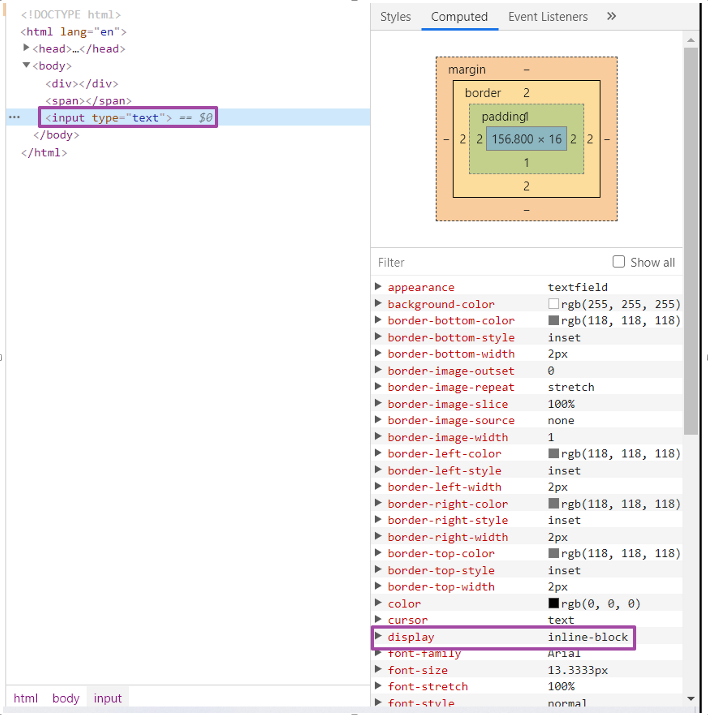 <!DOCTYPE html>
<html lang="en">
<head>…</head>
<body>
<div></div>
<span></span>
<input type="text"> == $0
</body>
</html>
html body input
Styles Computed Event Listeners
margin –
border 2
padding 1
– 2 2 156.800 × 16 2 2 –
1
2
–
Filter Show all
appearance textfield
background-color rgb(255, 255, 255)
border-bottom-color rgb(118, 118, 118)
border-bottom-style inset
border-bottom-width 2px
border-image-outset 0
border-image-repeat stretch
border-image-slice 100%
border-image-source none
border-image-width 1
border-left-color rgb(118, 118, 118)
border-left-style inset
border-left-width 2px
border-right-color rgb(118, 118, 118)
border-right-style inset
border-right-width 2px
border-top-color rgb(118, 118, 118)
border-top-style inset
border-top-width 2px
color rgb(0, 0, 0)
cursor text
display inline-block
font-family Arial
font-size 13.3333px
font-stretch 100%
font-style normal